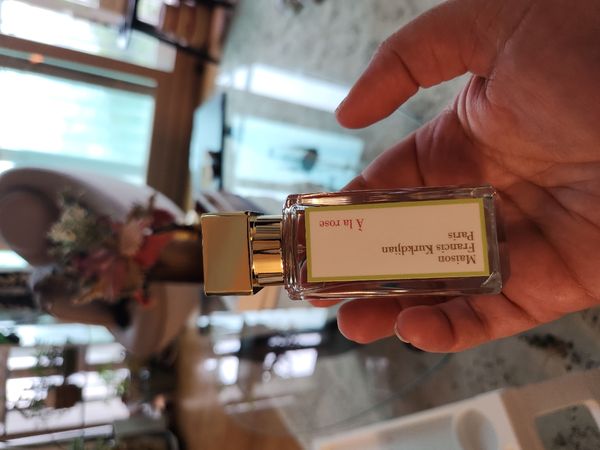 Maison
Francis Kurkdjian
Paris
À la rose